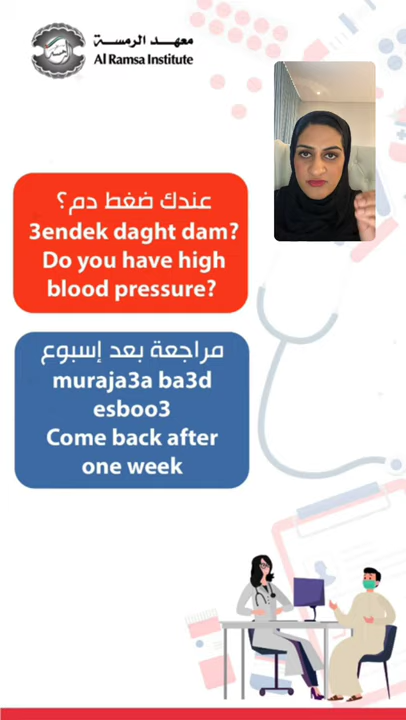 معهد الرمسة
Al Ramsa Institute
عندك ضغط دم؟
3endek daght dam?
Do you have high
blood pressure?
مراجعة بعد إسبوع
muraja3a ba3d
esboo3
Come back after
one week